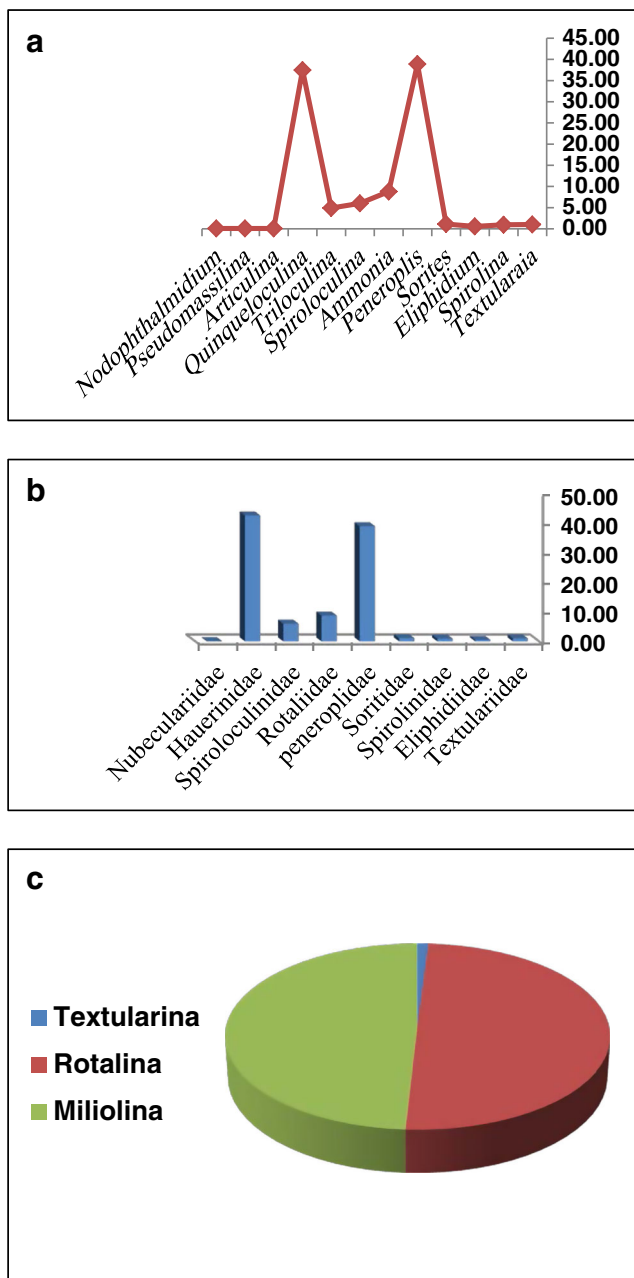 a
45.00
40.00
35.00
30.00
25.00
20.00
15.00
10.00
5.00
0.00
Nodophthalmidium
Pseudomassilina
Articulina
Quinqueloculina
Triloculina
Spiroloculina
Ammonia
Peneroplis
Sorites
Eliphidium
Spirolina
Textularaia
b
50.00
40.00
30.00
20.00
10.00
0.00
Nubeculariidae
Hauerinidae
Spiroloculinidae
Rotaliidae
peneroplidae
Soritidae
Spirolinidae
Eliphidiidae
Textulariidae
c
Textularina
Rotalina
Miliolina